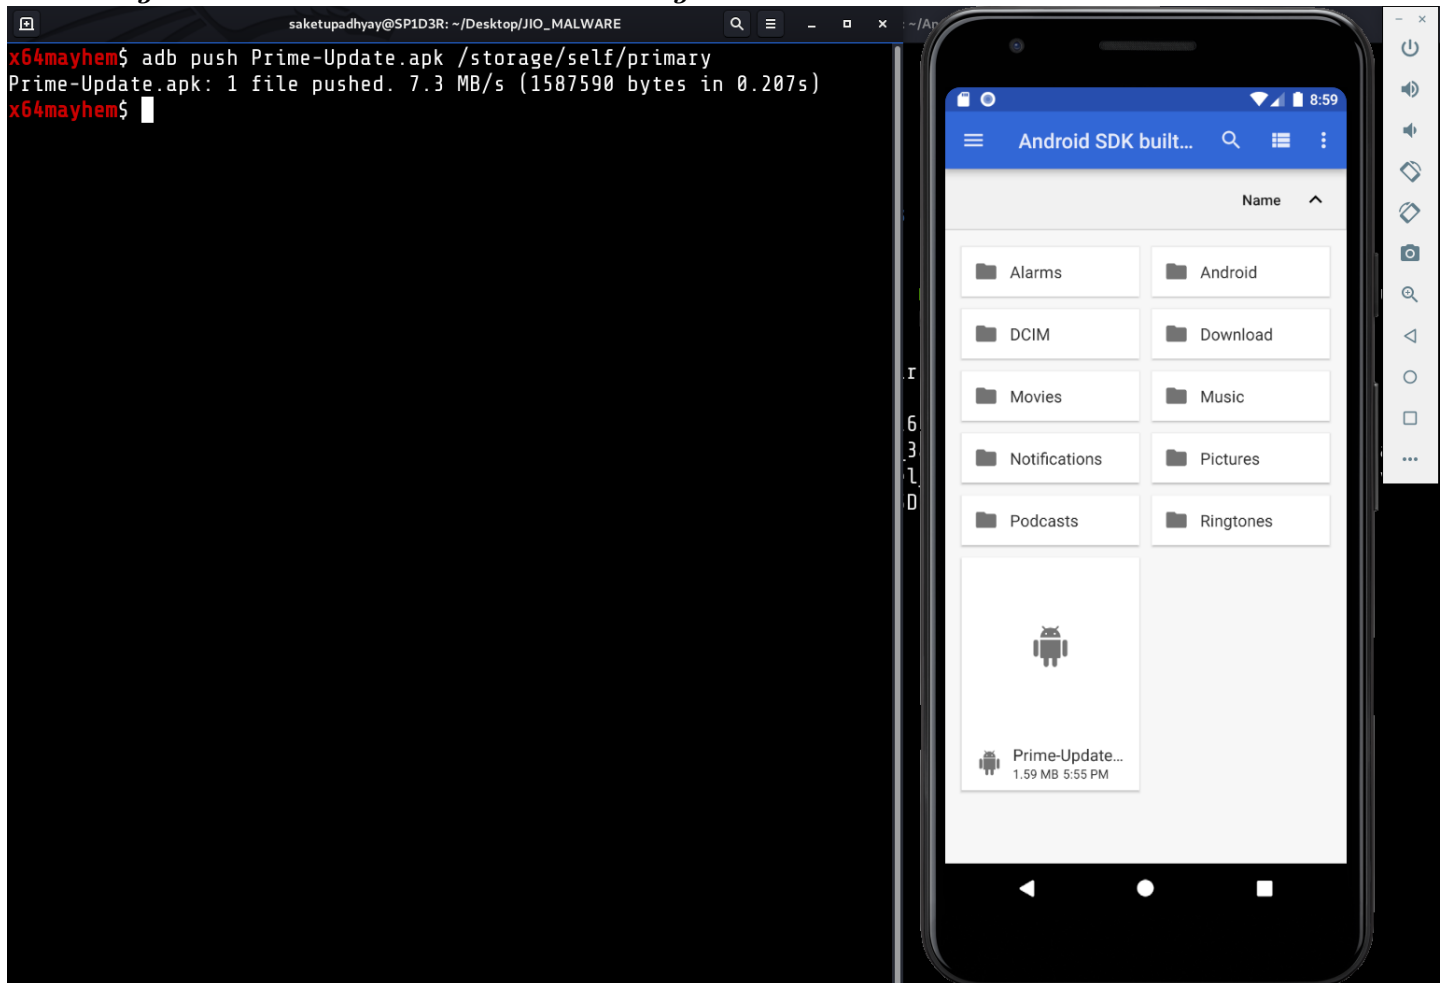 saketupadhyay@SP1D3R: ~/Desktop/JIO_MALWARE
x64mayhem$ adb push Prime-Update.apk /storage/self/primary
Prime-Update.apk: 1 file pushed. 7.3 MB/s (1587590 bytes in 0.207s)
x64mayhem$
8:59
Android SDK built...
Name
Alarms
Android
DCIM
Download
Movies
Music
Notifications
Pictures
Podcasts
Ringtones
Prime-Update...
1.59 MB 5:55 PM